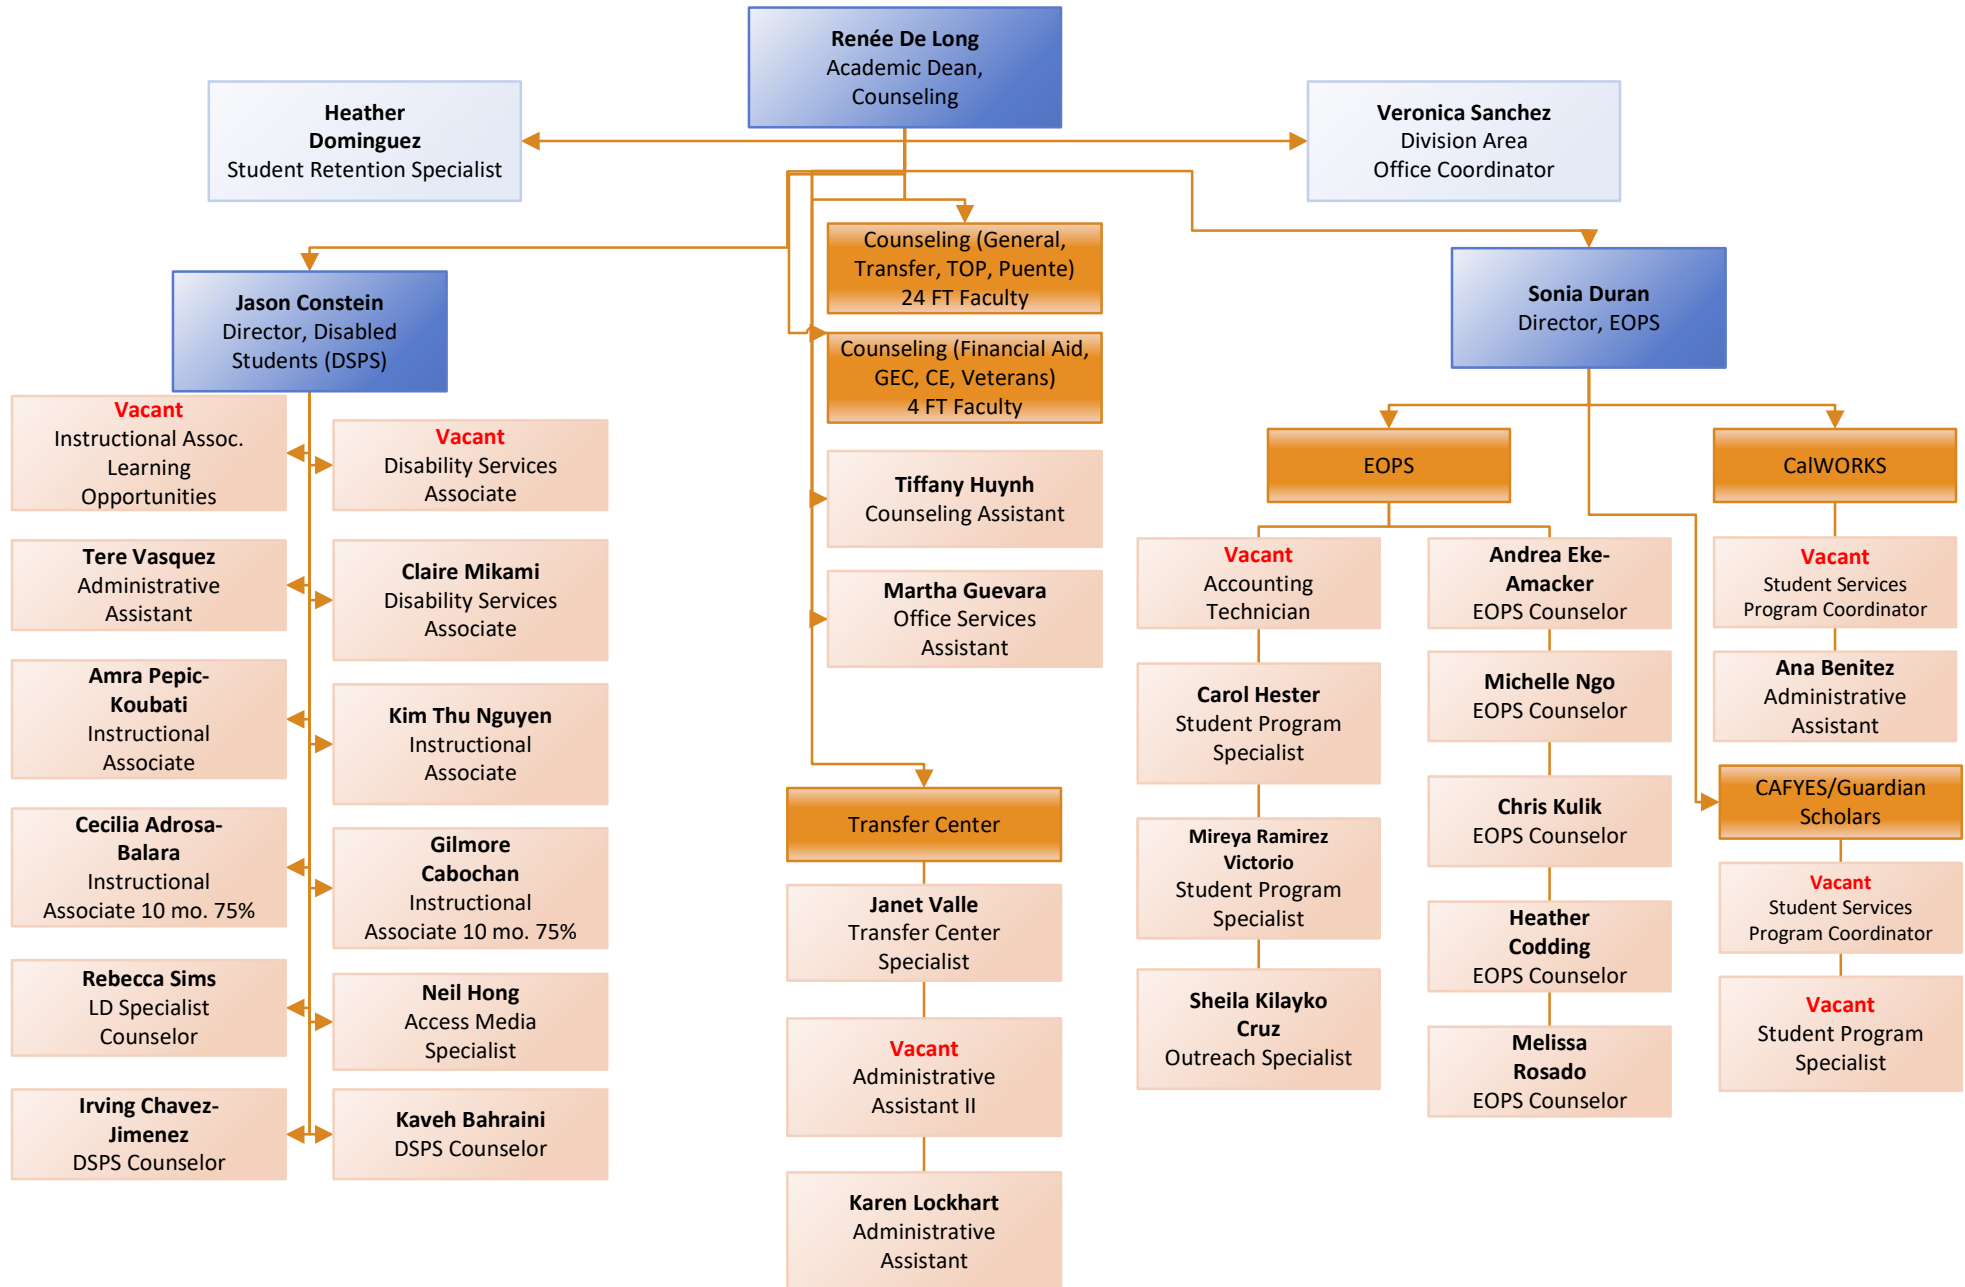 Renée De Long
Academic Dean,
Counseling
Heather
Dominguez
Student Retention Specialist
Veronica Sanchez
Division Area
Office Coordinator
Counseling (General,
Transfer, TOP, Puente)
24 FT Faculty
Jason Constein
Director, Disabled
Students (DSPS)
Sonia Duran
Director, EOPS
Counseling (Financial Aid,
GEC, CE, Veterans)
4 FT Faculty
Vacant
Instructional Assoc.
Learning
Opportunities
Vacant
Disability Services
Associate
Tere Vasquez
Administrative
Assistant
Claire Mikami
Disability Services
Associate
Amra Pepic-
Koubati
Instructional
Associate
Kim Thu Nguyen
Instructional
Associate
Cecilia Adrosa-
Balara
Instructional
Associate 10 mo. 75%
Gilmore
Cabochan
Instructional
Associate 10 mo. 75%
Rebecca Sims
LD Specialist
Counselor
Neil Hong
Access Media
Specialist
Irving Chavez-
Jimenez
DSPS Counselor
Kaveh Bahraini
DSPS Counselor
Tiffany Huynh
Counseling Assistant
Martha Guevara
Office Services
Assistant
Transfer Center
Janet Valle
Transfer Center
Specialist
Vacant
Administrative
Assistant II
Karen Lockhart
Administrative
Assistant
EOPS
Vacant
Accounting
Technician
Carol Hester
Student Program
Specialist
Mireya Ramirez
Victorio
Student Program
Specialist
Sheila Kilayko
Cruz
Outreach Specialist
Andrea Eke-
Amacker
EOPS Counselor
Michelle Ngo
EOPS Counselor
Chris Kulik
EOPS Counselor
Heather
Codding
EOPS Counselor
Melissa
Rosado
EOPS Counselor
CalWORKS
Vacant
Student Services
Program Coordinator
Ana Benitez
Administrative
Assistant
CAFYES/Guardian
Scholars
Vacant
Student Services
Program Coordinator
Vacant
Student Program
Specialist